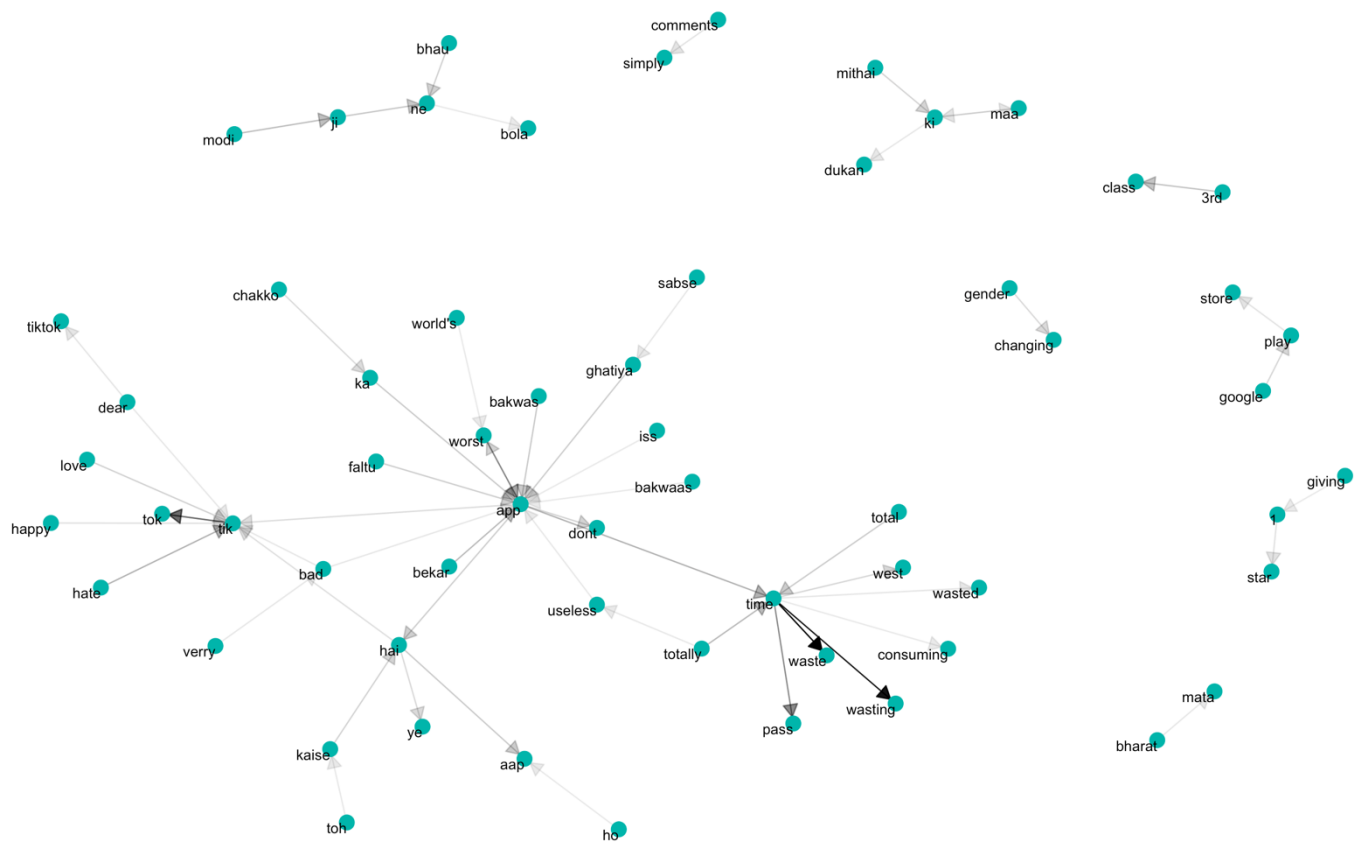 comments
bhau
simply
mithai
ne
maa
ji
ki
modi
bola
dukan
class
3rd
sabse
chakko
gender
store
world's
tiktok
changing
play
ghatiya
ka
google
bakwas
dear
worst
iss
love
faltu
giving
bakwaas
app
tok
total
1
happy
tik
dont
bad
bekar
west
star
hate
wasted
time
useless
verry
hai
totally
waste
consuming
mata
wasting
pass
ye
bharat
kaise
aap
toh
ho